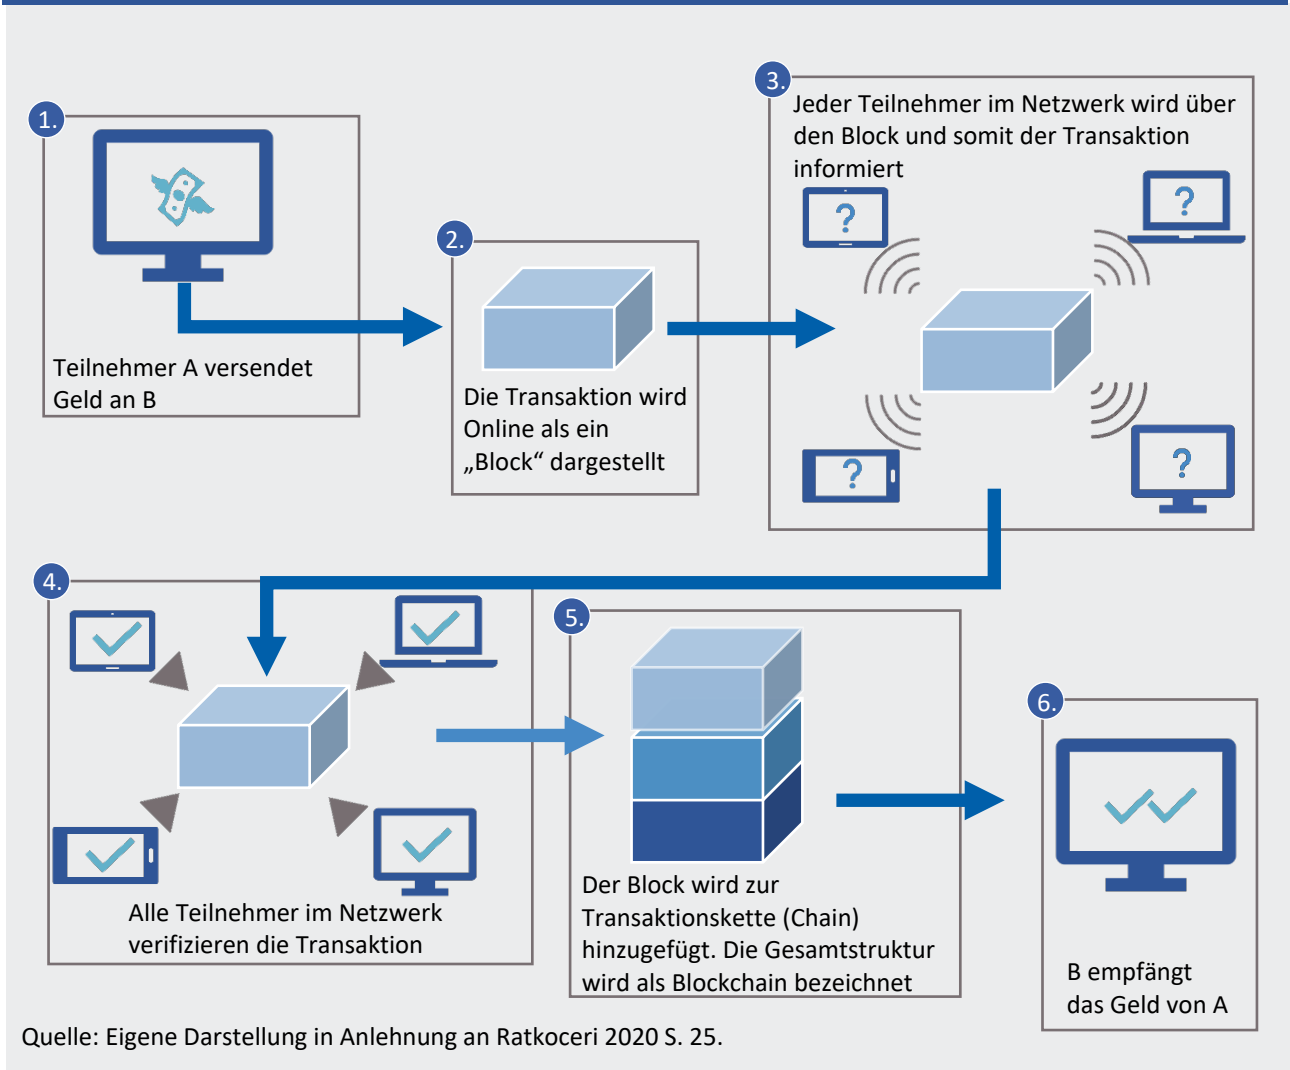 1.
Teilnehmer A versendet
Geld an B
2.
Die Transaktion wird
Online als ein
„Block“ dargestellt
3.
Jeder Teilnehmer im Netzwerk wird über
den Block und somit der Transaktion
informiert
?
?
?
?
4.
Alle Teilnehmer im Netzwerk
verifizieren die Transaktion
5.
Der Block wird zur
Transaktionskette (Chain)
hinzugefügt. Die Gesamtstruktur
wird als Blockchain bezeichnet
6.
B empfängt
das Geld von A
Quelle: Eigene Darstellung in Anlehnung an Ratkoceri 2020 S. 25.